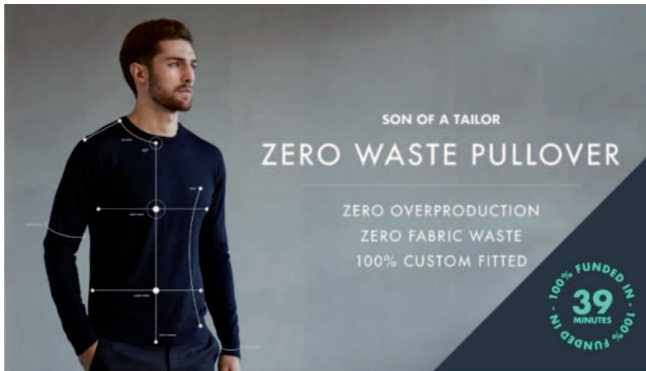 SON OF A TAILOR
ZERO WASTE PULLOVER
ZERO OVERPRODUCTION
ZERO FABRIC WASTE
100% CUSTOM FITTED
100% FUNDED IN - 100% FUNDED IN -
39
MINUTES